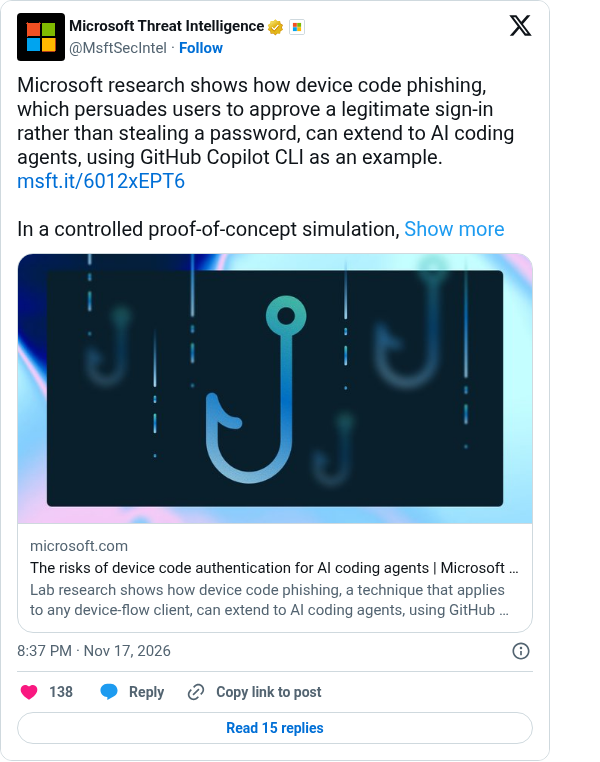 Microsoft Threat Intelligence
@MsftSecIntel · Follow
Microsoft research shows how device code phishing,
which persuades users to approve a legitimate sign-in
rather than stealing a password, can extend to AI coding
agents, using GitHub Copilot CLI as an example.
msft.it/6012xEPT6
In a controlled proof-of-concept simulation, Show more
microsoft.com
The risks of device code authentication for AI coding agents | Microsoft ...
Lab research shows how device code phishing, a technique that applies
to any device-flow client, can extend to AI coding agents, using GitHub ...
8:37 PM · Nov 17, 2026
138 Reply Copy link to post
Read 15 replies